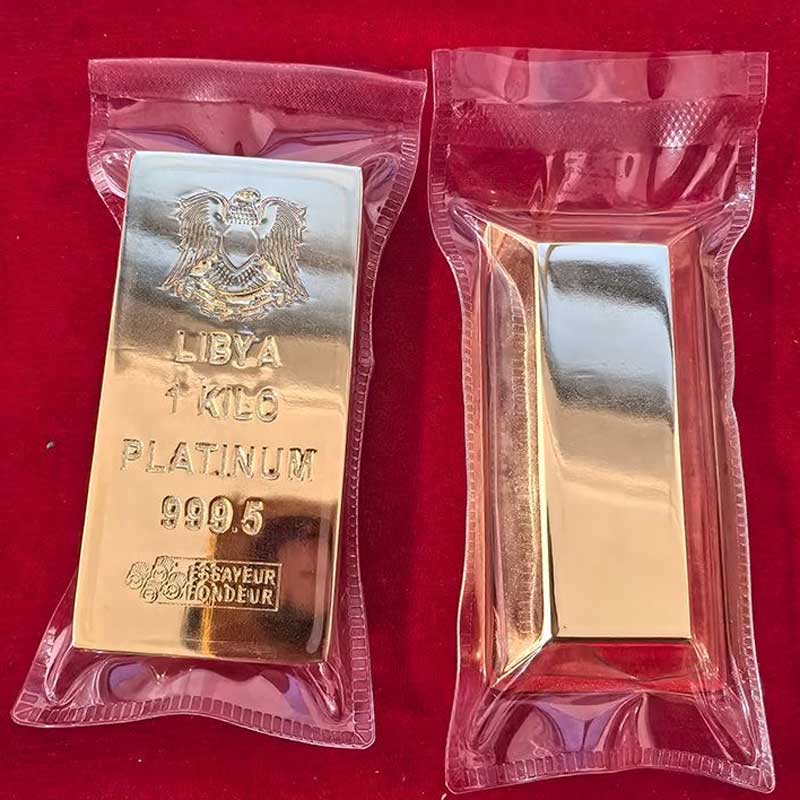 LIBYA
1 KILO
PLATINUM
999.5
ESSAYEUR
FONDEUR